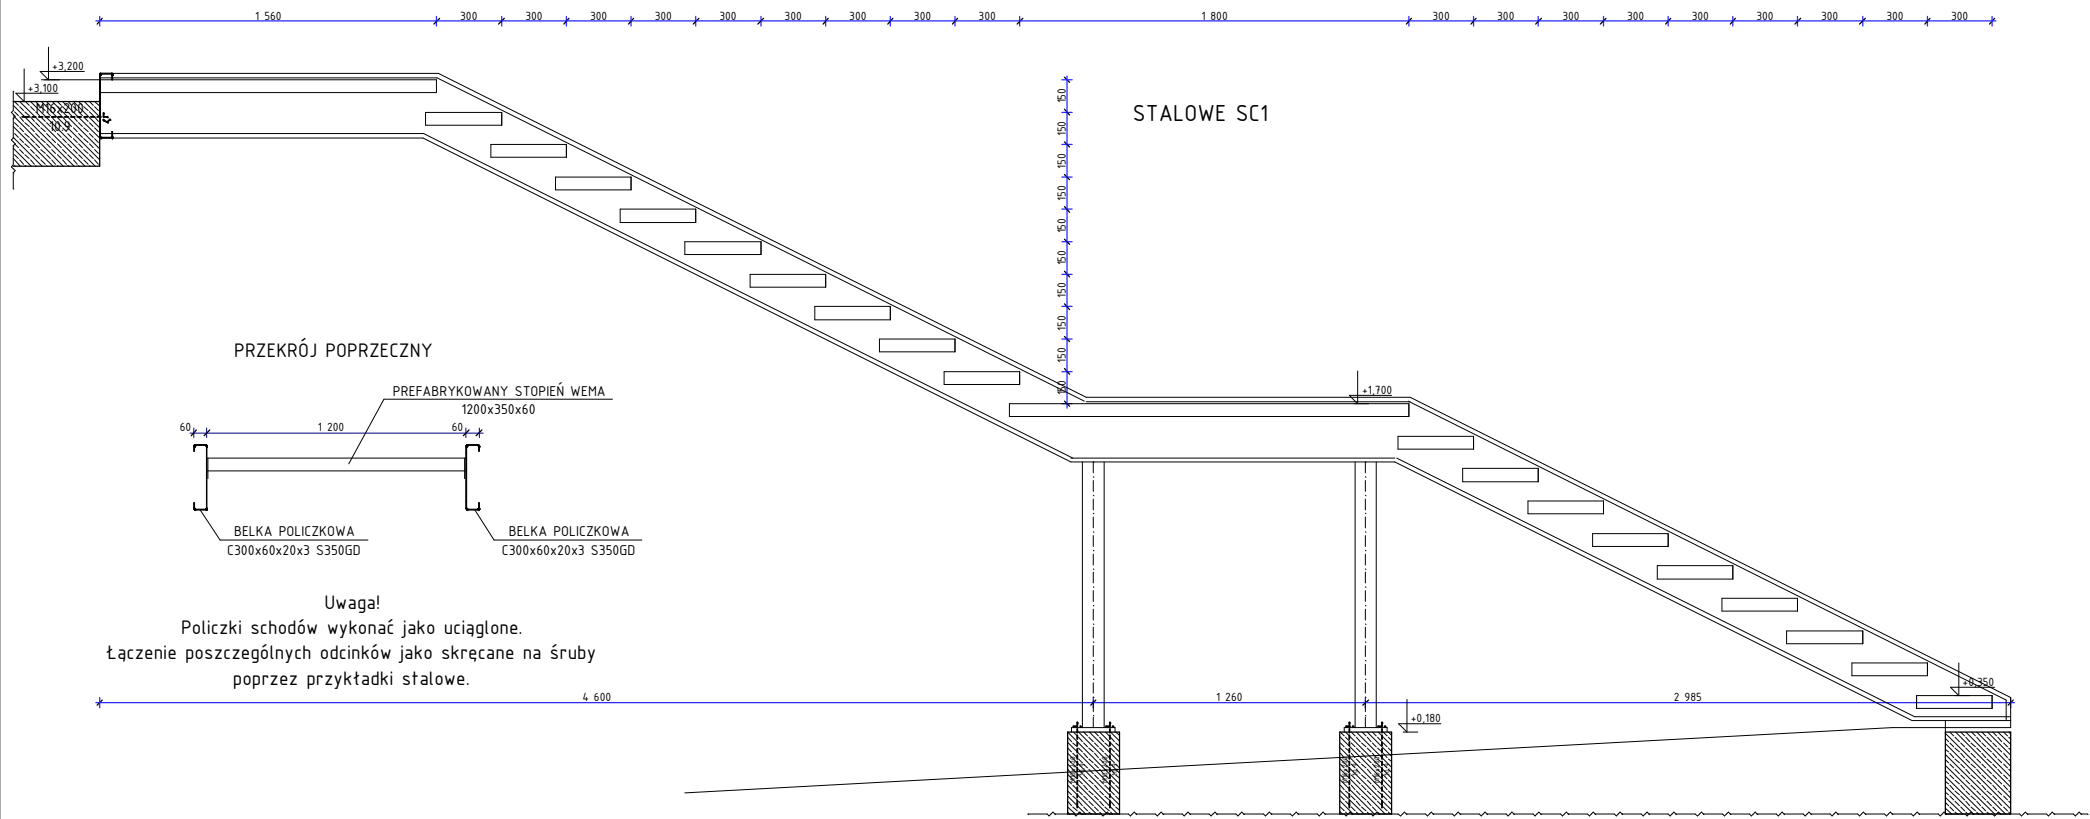 1 560 300 300 300 300 300 300 300 300 300 1 800 300 300 300 300 300 300 300 300 300
+3,200
+3,100
M16x200
10.9
STALOWE SC1
150
150
150
150
150
150
150
150
150
150
PRZEKRÓJ POPRZECZNY
PREFABRYKOWANY STOPIEŃ WEMA
1200x350x60
60 1 200 60
BELKA POLICZKOWA
C300x60x20x3 S350GD
BELKA POLICZKOWA
C300x60x20x3 S350GD
+1,700
Uwaga!
Policzki schodów wykonać jako uciąglone.
Łączenie poszczególnych odcinków jako skręcane na śruby
poprzez przykładki stalowe.
+0,350
4 600 1 260 2 985
+0,180